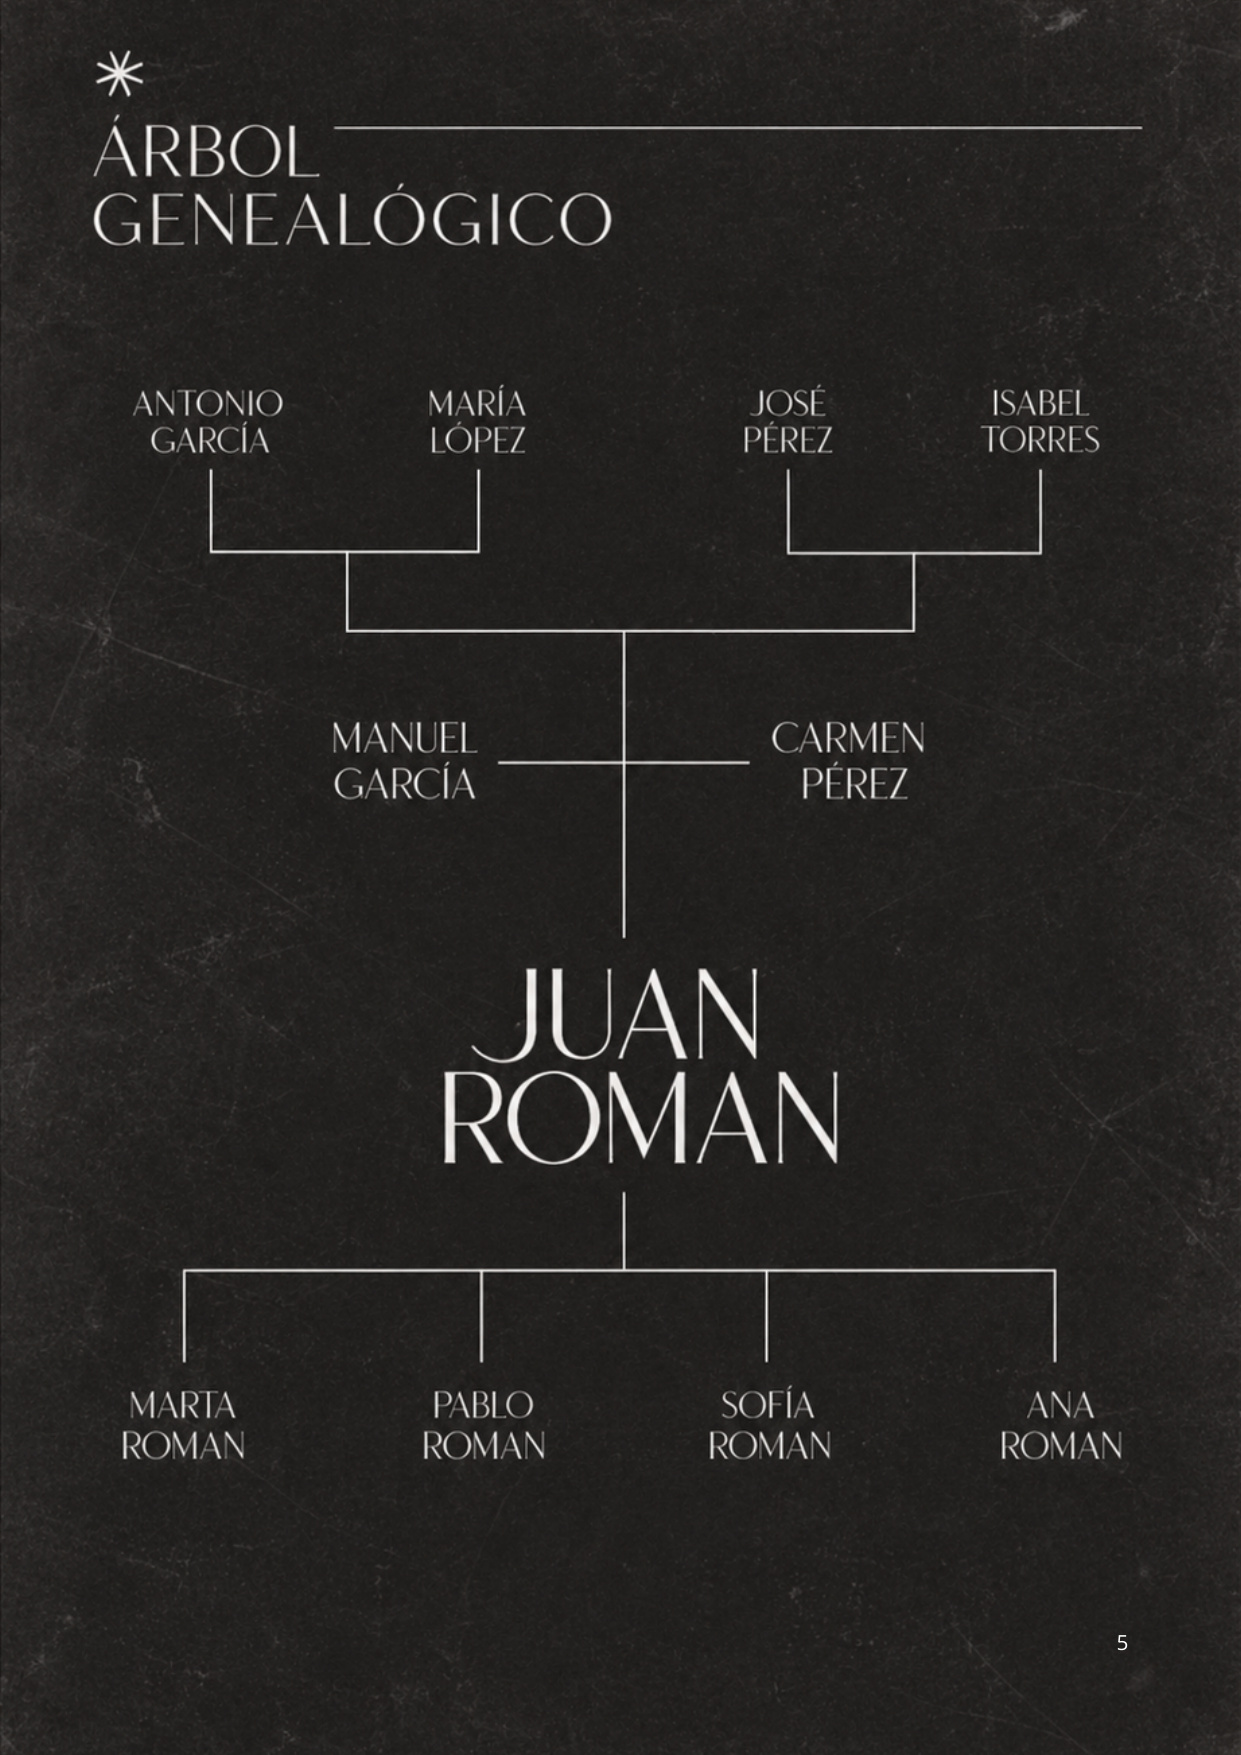 ÁRBOL
GENEALÓGICO
ANTONIO
GARCÍA
MARÍA
LÓPEZ
JOSÉ
PÉREZ
ISABEL
TORRES
MANUEL
GARCÍA
CARMEN
PÉREZ
JUAN
ROMAN
MARTA
ROMAN
PABLO
ROMAN
SOFÍA
ROMAN
ANA
ROMAN
5